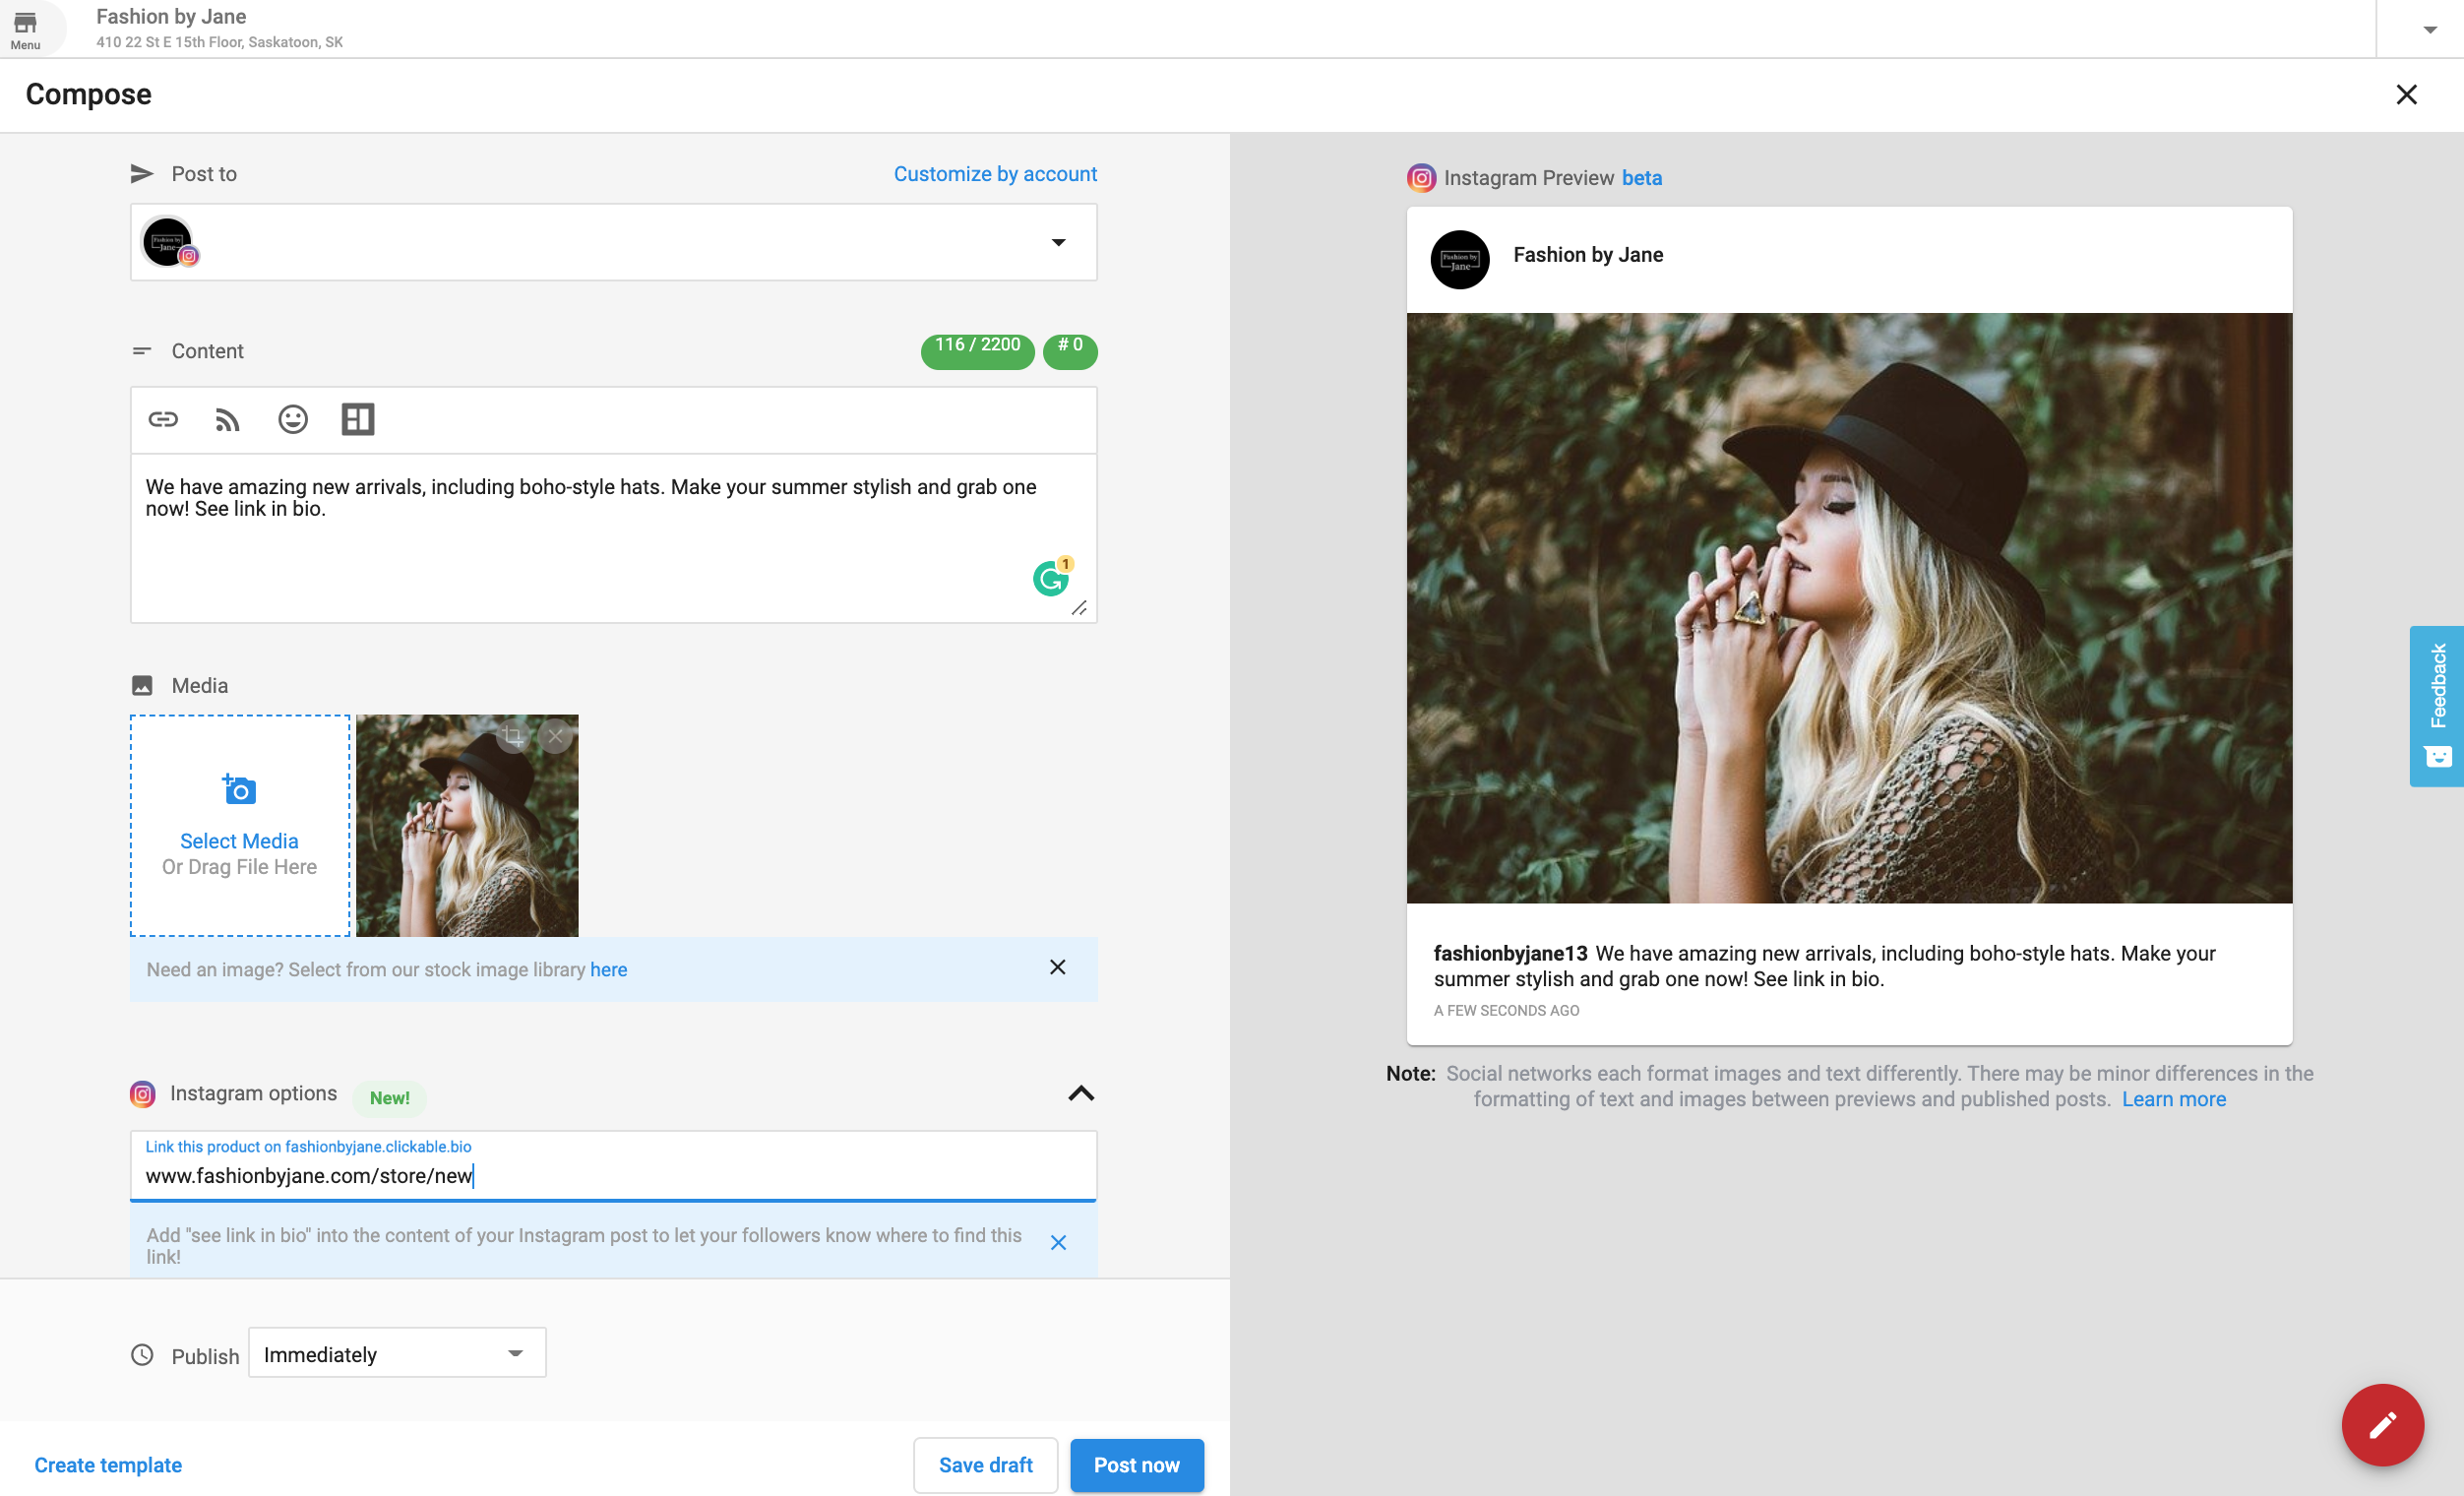 Menu
Fashion by Jane
410 22 St E 15th Floor, Saskatoon, SK
Compose
Post to
Customize by account
Fashion by
Jane
Content
116 / 2200
# 0
We have amazing new arrivals, including boho-style hats. Make your summer stylish and grab one
now! See link in bio.
1
Media
Select Media
Or Drag File Here
Need an image? Select from our stock image library here
Instagram options
New!
Link this product on fashionbyjane.clickable.bio
www.fashionbyjane.com/store/new
Add "see link in bio" into the content of your Instagram post to let your followers know where to find this
link!
Publish
Immediately
Create template
Save draft
Post now
Instagram Preview beta
Fashion by
Jane
Fashion by Jane
fashionbyjane13 We have amazing new arrivals, including boho-style hats. Make your
summer stylish and grab one now! See link in bio.
A FEW SECONDS AGO
Note: Social networks each format images and text differently. There may be minor differences in the
formatting of text and images between previews and published posts. Learn more
Feedback